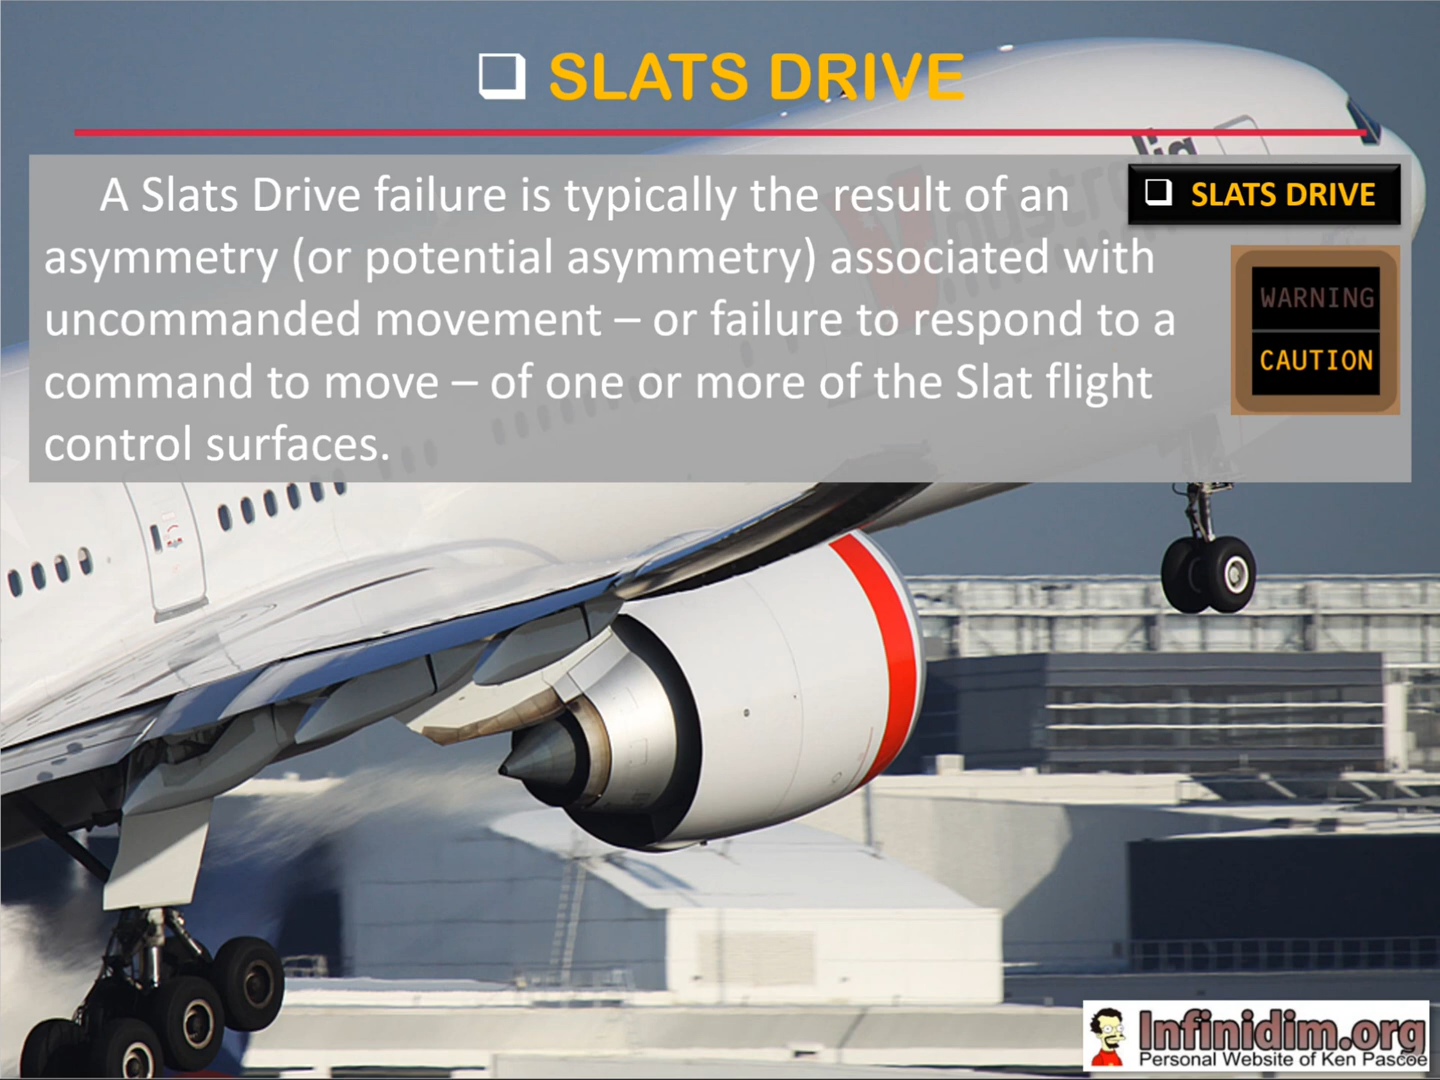 ❑ SLATS DRIVE
A Slats Drive failure is typically the result of an
asymmetry (or potential asymmetry) associated with
uncommanded movement – or failure to respond to a
command to move – of one or more of the Slat flight
control surfaces.
❑ SLATS DRIVE
WARNING
CAUTION
Infinidim.org
Personal Website of Ken Pascoe